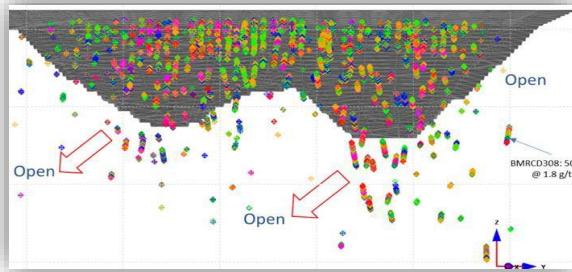 Open
BMRCD308: 50
@ 1.8 g/t
Open
Open
Z
X
Y